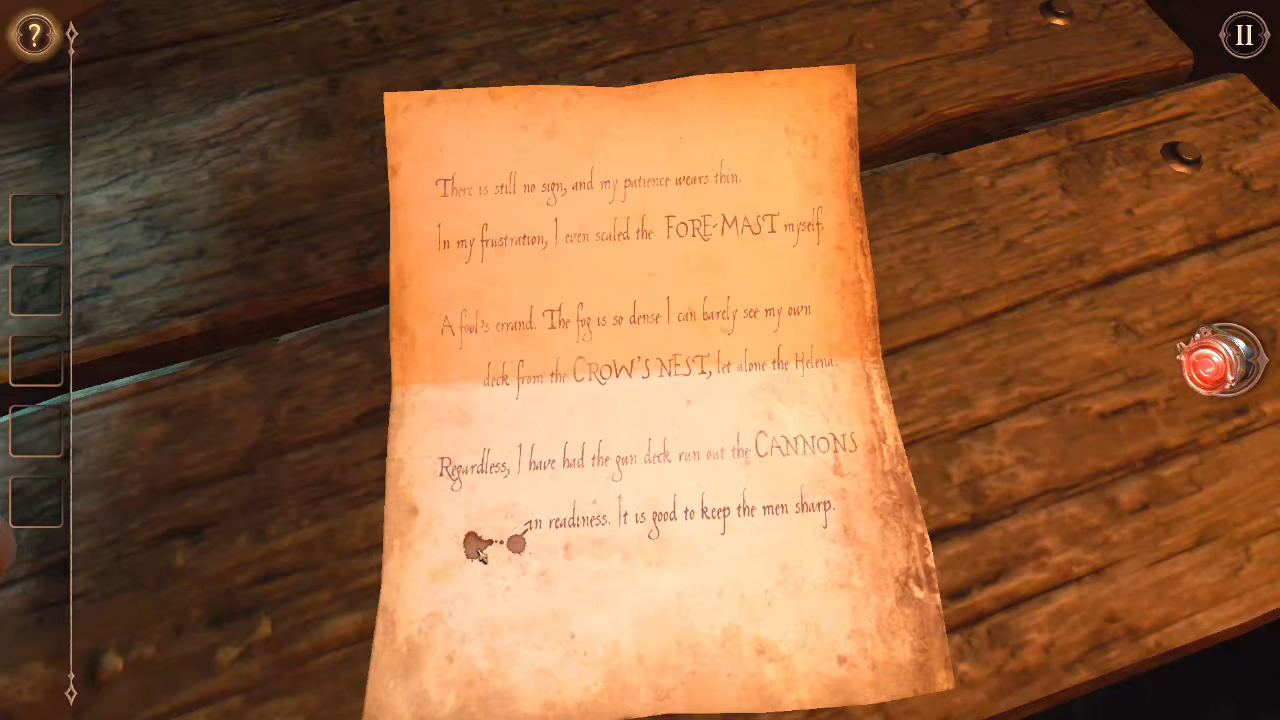 ?
II
There is still no sign, and my patience wears thin.
In my frustration, I even scaled the FORE-MAST myself.
A fool's errand. The fog is so dense I can barely see my own
deck from the CROW'S NEST, let alone the Helena.
Regardless, I have had the gun deck run out the CANNONS
in readiness. It is good to keep the men sharp.